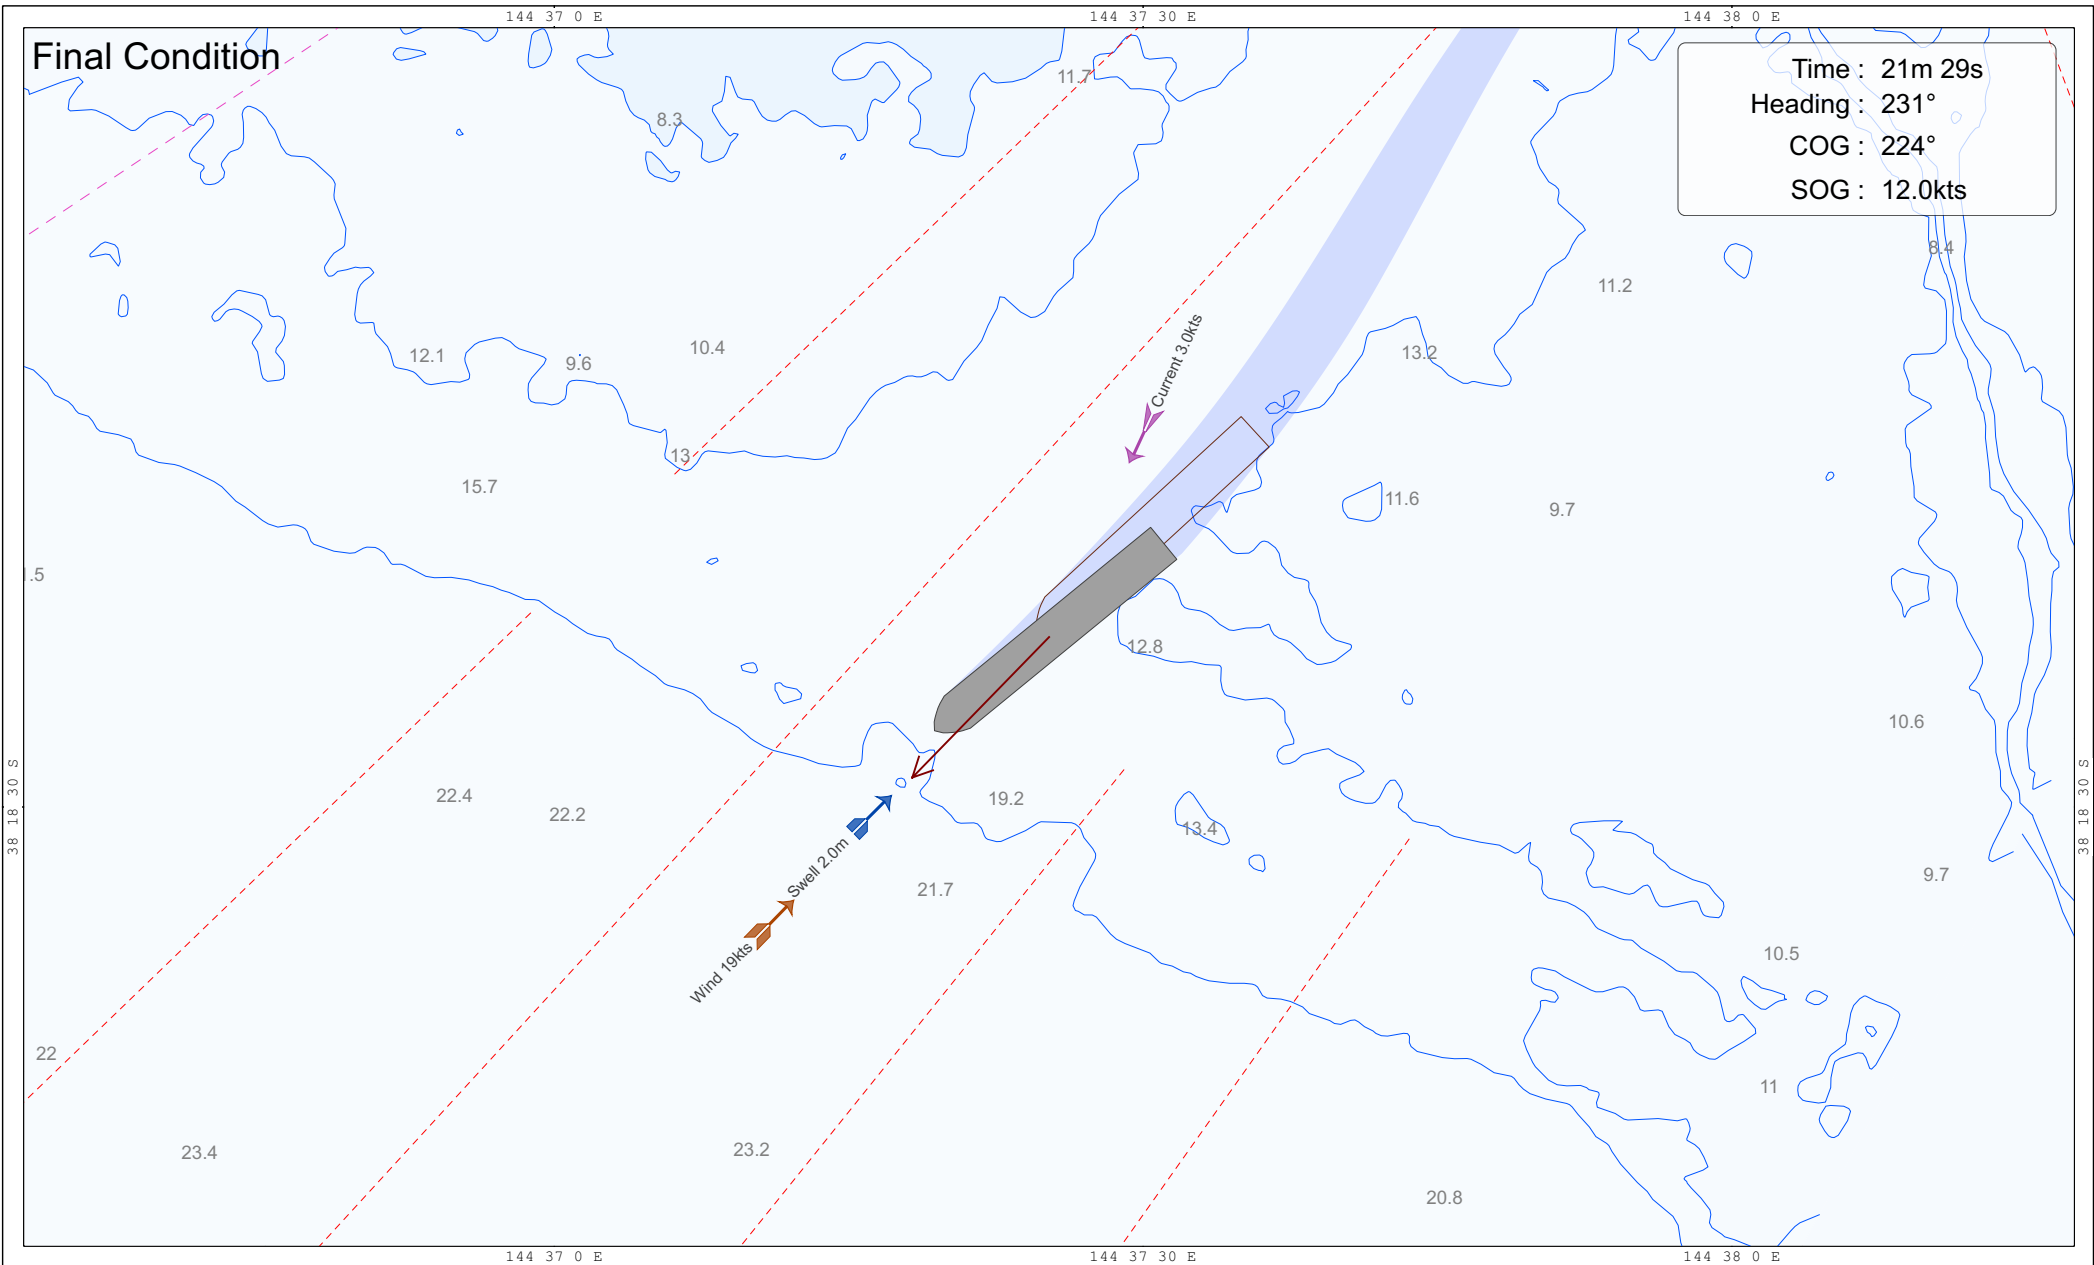 144 37 0 E
144 37 30 E
144 38 0 E
Final Condition
Time : 21m 29s
Heading : 231°
COG : 224°
SOG : 12.0kts
11.7
8.3
8.4
11.2
Current 3.0kts
10.4
13.2
12.1
9.6
13
15.7
11.6
9.7
1.5
12.8
10.6
38 18 30 S
38 18 30 S
22.4
19.2
22.2
13.4
Swell 2.0m
9.7
21.7
Wind 19kts
10.5
22
11
23.4
23.2
20.8
144 37 0 E
144 37 30 E
144 38 0 E